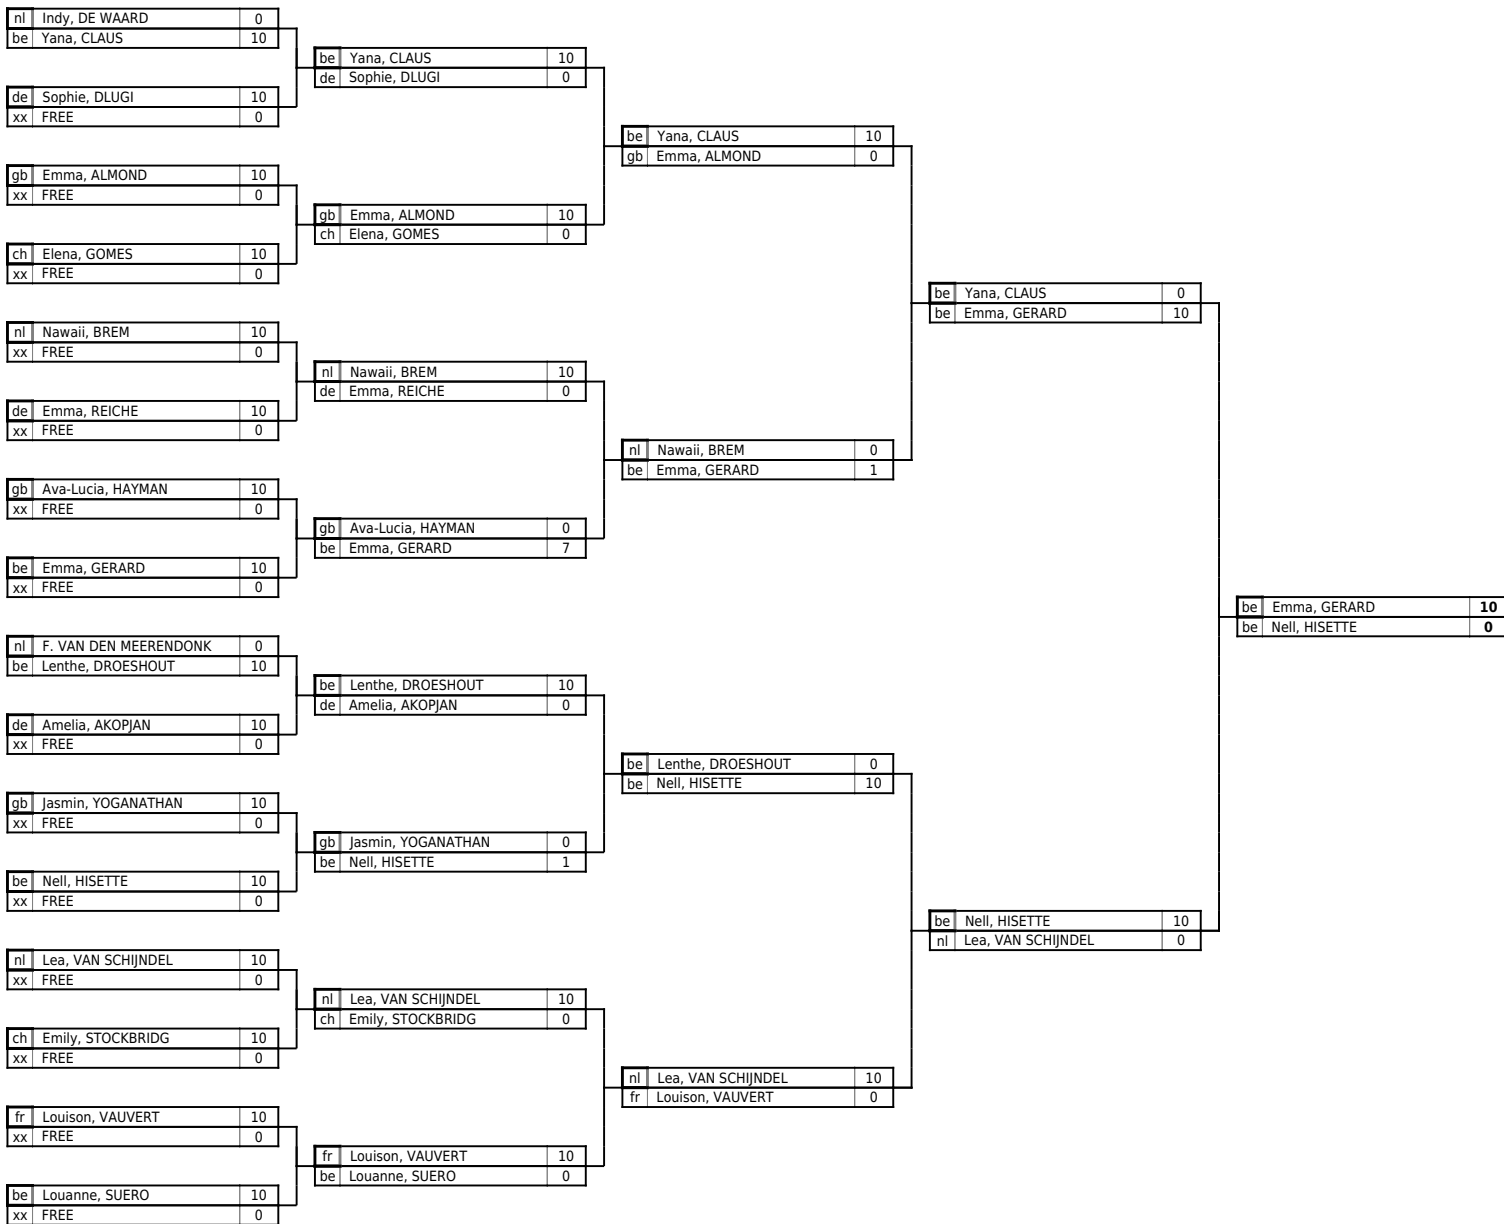 nl Indy, DE WAARD 0
be Yana, CLAUS 10
de Sophie, DLUGI 10
xx FREE 0
gb Emma, ALMOND 10
xx FREE 0
ch Elena, GOMES 10
xx FREE 0
nl Nawaii, BREM 10
xx FREE 0
de Emma, REICHE 10
xx FREE 0
gb Ava-Lucia, HAYMAN 10
xx FREE 0
be Emma, GERARD 10
xx FREE 0
nl F. VAN DEN MEERENDONK 0
be Lenthe, DROESHOUT 10
de Amelia, AKOPJAN 10
xx FREE 0
gb Jasmin, YOGANATHAN 10
xx FREE 0
be Nell, HISETTE 10
xx FREE 0
nl Lea, VAN SCHIJNDEL 10
xx FREE 0
ch Emily, STOCKBRIDG 10
xx FREE 0
fr Louison, VAUVERT 10
xx FREE 0
be Louanne, SUERO 10
xx FREE 0
be Yana, CLAUS 10
de Sophie, DLUGI 0
gb Emma, ALMOND 10
ch Elena, GOMES 0
nl Nawaii, BREM 10
de Emma, REICHE 0
gb Ava-Lucia, HAYMAN 0
be Emma, GERARD 7
be Lenthe, DROESHOUT 10
de Amelia, AKOPJAN 0
gb Jasmin, YOGANATHAN 0
be Nell, HISETTE 1
nl Lea, VAN SCHIJNDEL 10
ch Emily, STOCKBRIDG 0
fr Louison, VAUVERT 10
be Louanne, SUERO 0
be Yana, CLAUS 10
gb Emma, ALMOND 0
nl Nawaii, BREM 0
be Emma, GERARD 1
be Lenthe, DROESHOUT 0
be Nell, HISETTE 10
nl Lea, VAN SCHIJNDEL 10
fr Louison, VAUVERT 0
be Yana, CLAUS 0
be Emma, GERARD 10
be Nell, HISETTE 10
nl Lea, VAN SCHIJNDEL 0
be Emma, GERARD 10
be Nell, HISETTE 0